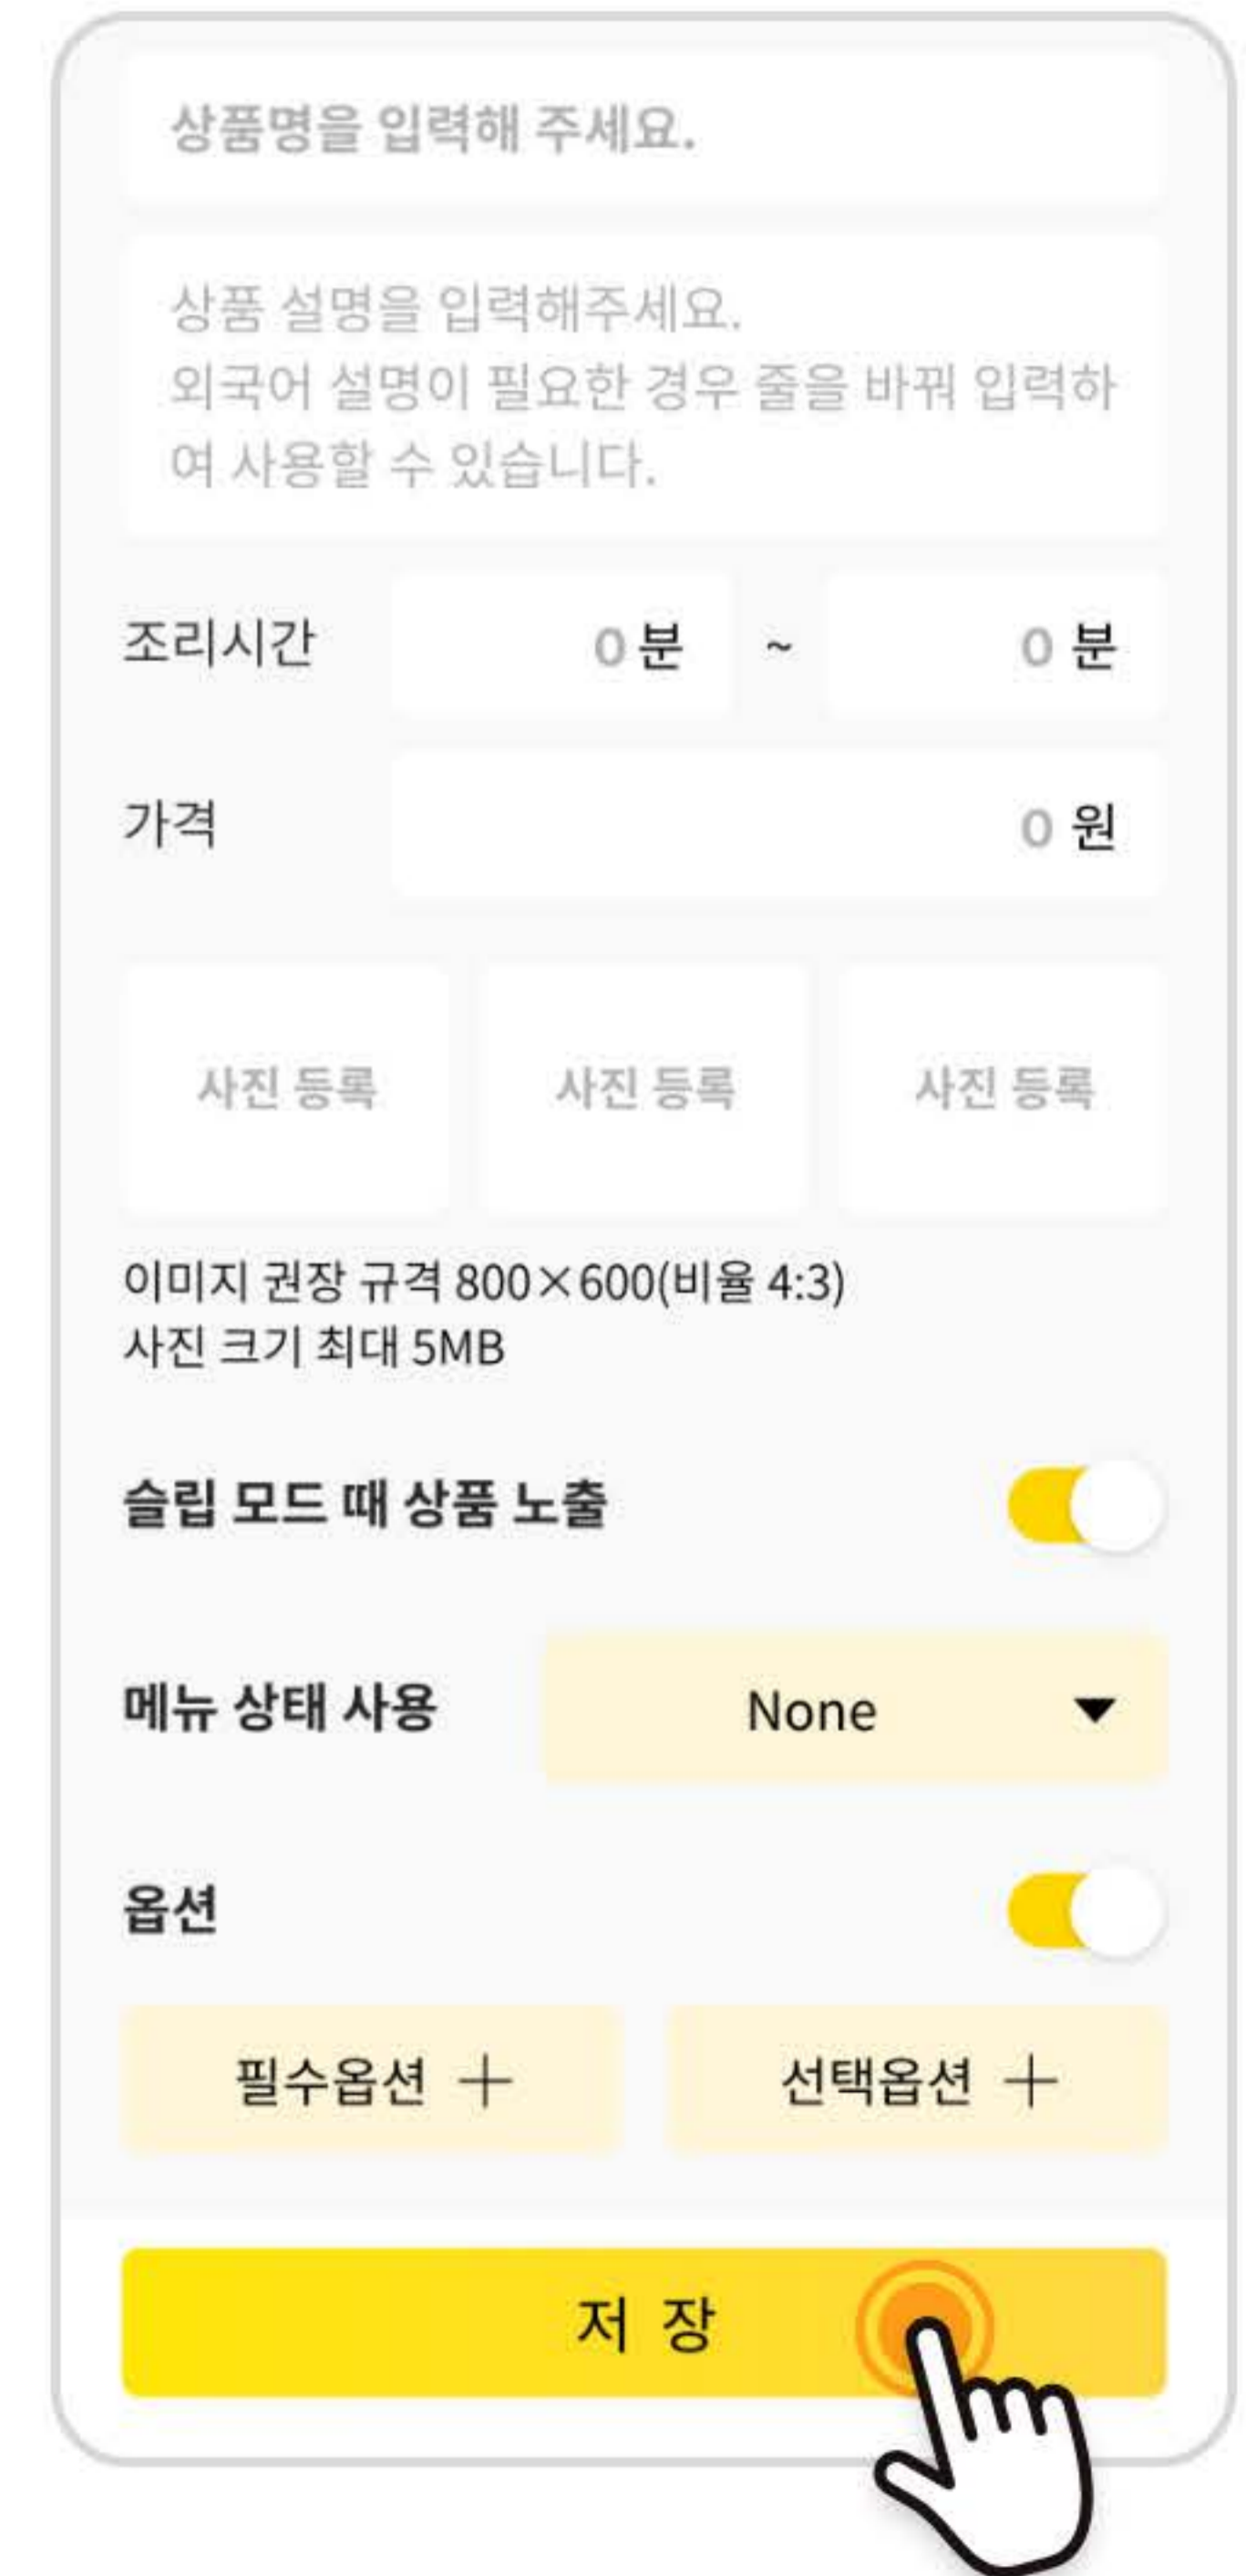 상품명을 입력해 주세요.
상품 설명을 입력해주세요.
외국어 설명이 필요한 경우 줄을 바꿔 입력하
여 사용할 수 있습니다.
조리시간 0 분 ~ 0 분
가격 0 원
사진 등록 사진 등록 사진 등록
이미지 권장 규격 800×600(비율 4:3)
사진 크기 최대 5MB
슬립 모드 때 상품 노출
메뉴 상태 사용 None
옵션
필수옵션 + 선택옵션 +
저 장